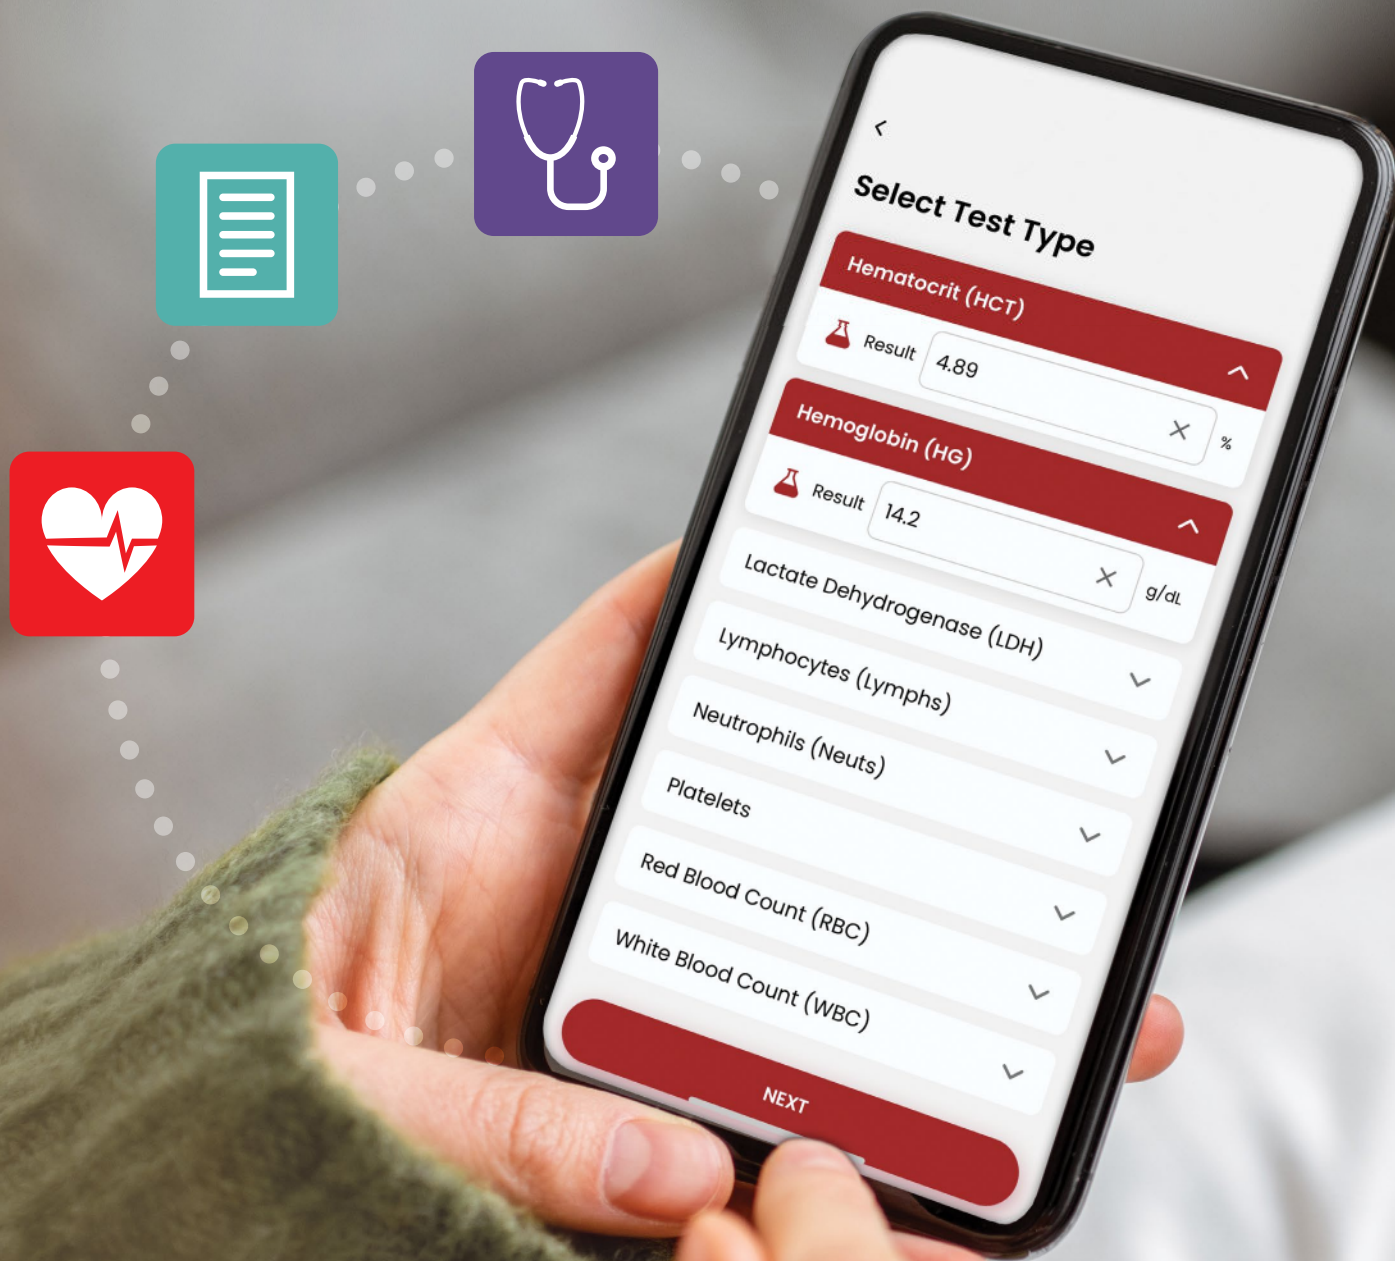 Select Test Type
Hematocrit (HCT)
Result 4.89 %
Hemoglobin (HG)
Result 14.2 g/dL
Lactate Dehydrogenase (LDH)
Lymphocytes (Lymphs)
Neutrophils (Neuts)
Platelets
Red Blood Count (RBC)
White Blood Count (WBC)
NEXT